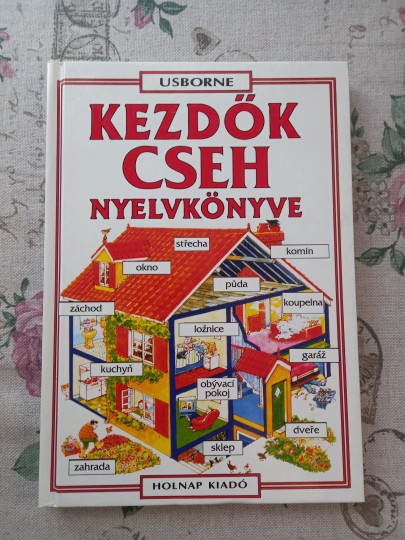 USBORNE
KEZDŐK
CSEH
NYELVKÖNYVE
střecha
komín
okno
půda
koupelna
záchod
ložnice
garáž
kuchyň
obývací
pokoj
dveře
sklep
zahrada
HOLNAP KIADÓ